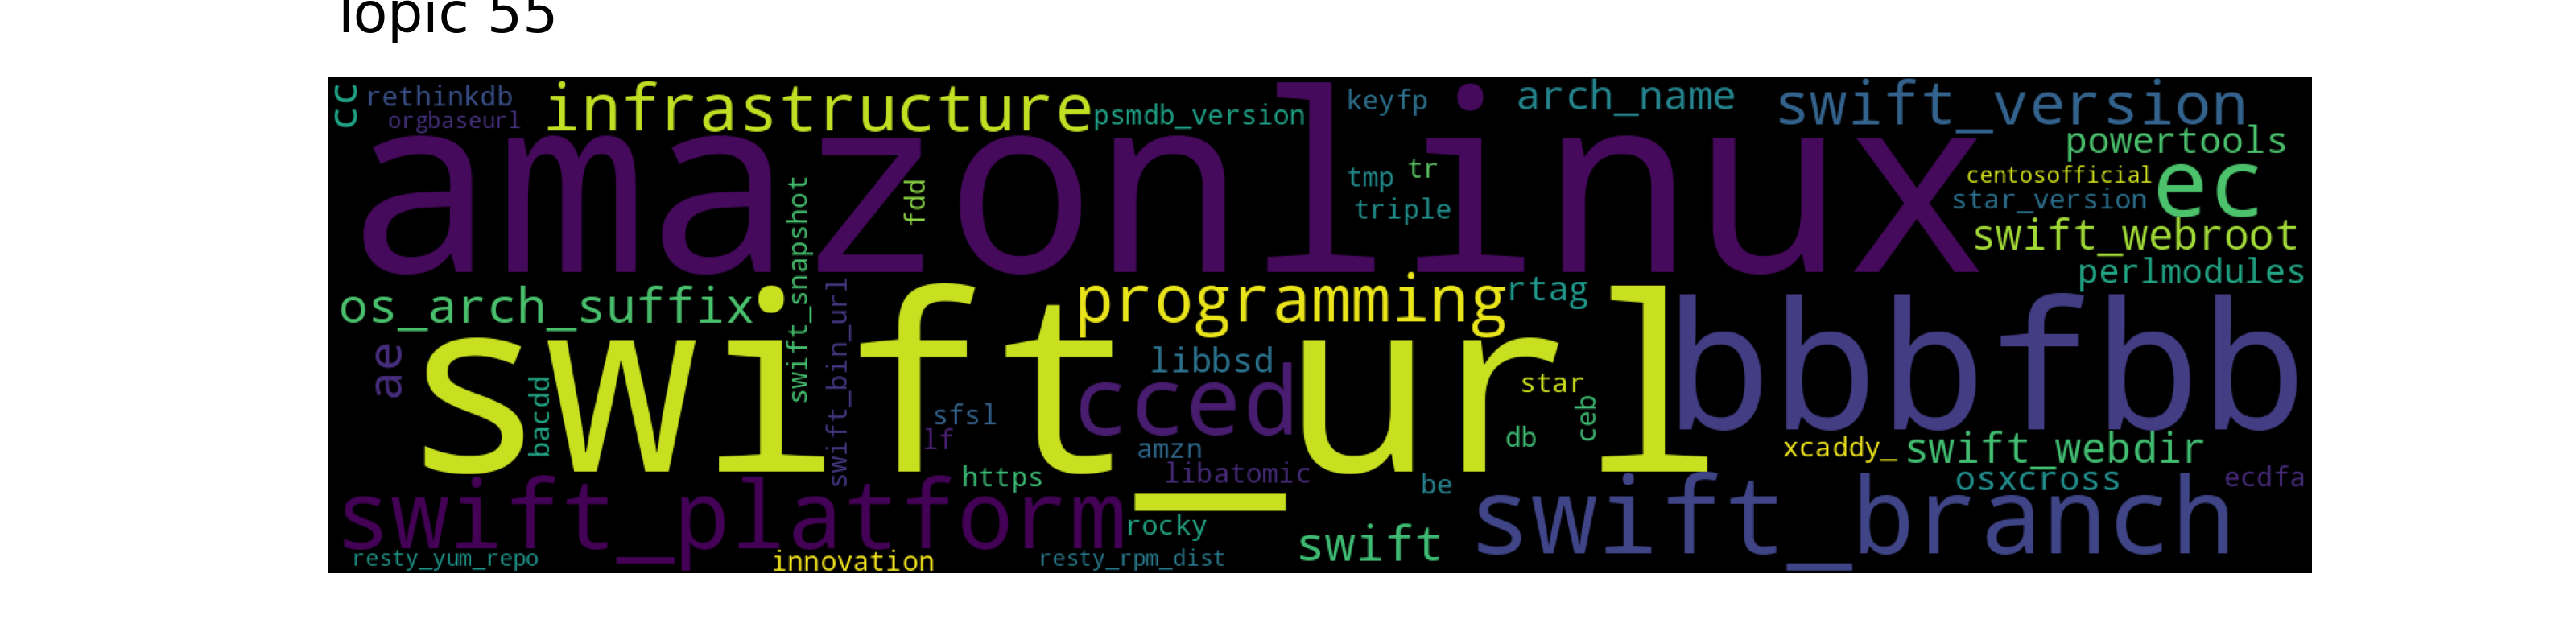 Topic 55
cc
rethinkdb
orgbaseurl
infrastructure
psmdb_version
keyfp
arch_name
swift_version
amazonlinux
powertools
centosofficial
star_version
ec
tmp
tr
triple
fdd
swift_snapshot
swift_webroot
perlmodules
os_arch_suffix
programming
rtag
swift_url
bbbfbb
ae
bacdd
swift_bin_url
libbsd
cced
star
ceb
sfsl
lf
amzn
db
xcaddy_
swift_webdir
https
libatomic
be
osxcross
ecdfa
swift_platform
rocky
swift
swift_branch
resty_yum_repo
innovation
resty_rpm_dist